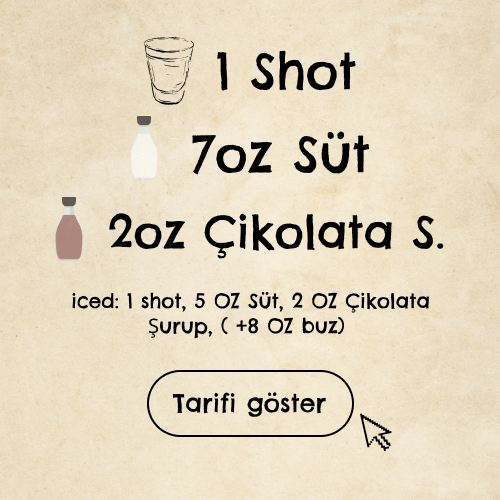 1 Shot
7oz Süt
2oz Çikolata S.
iced: 1 shot, 5 OZ Süt, 2 OZ Çikolata
Şurup, ( +8 OZ buz)
Tarifi göster